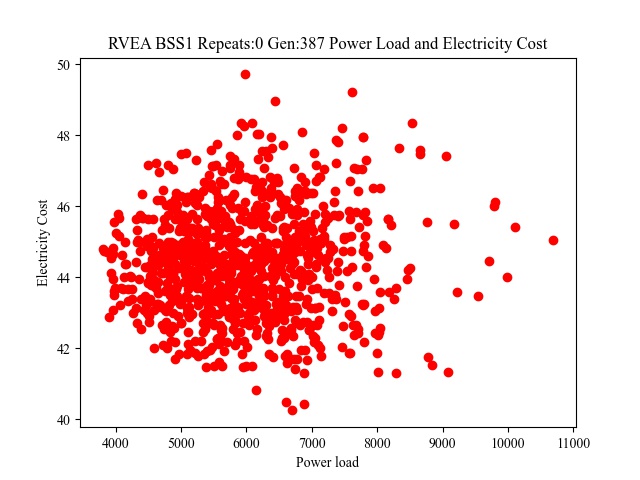 RVEA BSS1 Repeats:0 Gen:387 Power Load and Electricity Cost
50
48
46
44
42
40
Electricity Cost
4000 5000 6000 7000 8000 9000 10000 11000
Power load